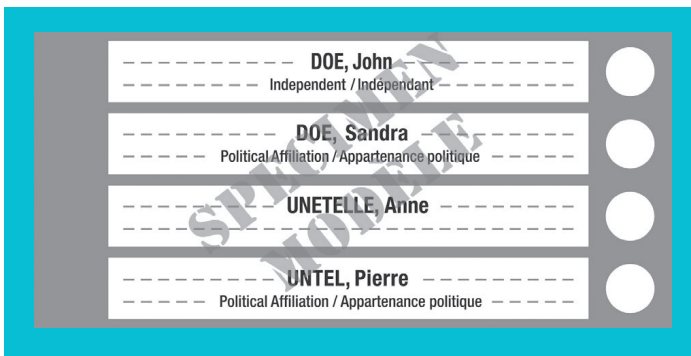 DOE, John
Independent / Indépendant
DOE, Sandra
Political Affiliation / Appartenance politique
UNETELLE, Anne
UNTEL, Pierre
Political Affiliation / Appartenance politique
SPECIMEN
MODÈLE